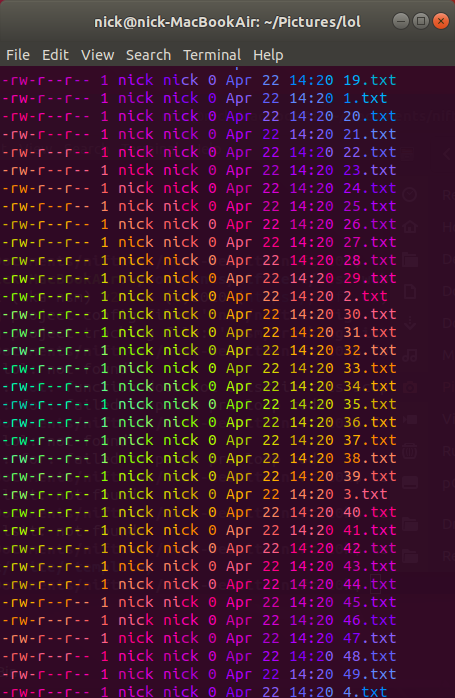 nick@nick-MacBookAir: ~/Pictures/lol
File Edit View Search Terminal Help
-rw-r--r-- 1 nick nick 0 Apr 22 14:20 19.txt
-rw-r--r-- 1 nick nick 0 Apr 22 14:20 1.txt
-rw-r--r-- 1 nick nick 0 Apr 22 14:20 20.txt
-rw-r--r-- 1 nick nick 0 Apr 22 14:20 21.txt
-rw-r--r-- 1 nick nick 0 Apr 22 14:20 22.txt
-rw-r--r-- 1 nick nick 0 Apr 22 14:20 23.txt
-rw-r--r-- 1 nick nick 0 Apr 22 14:20 24.txt
-rw-r--r-- 1 nick nick 0 Apr 22 14:20 25.txt
-rw-r--r-- 1 nick nick 0 Apr 22 14:20 26.txt
-rw-r--r-- 1 nick nick 0 Apr 22 14:20 27.txt
-rw-r--r-- 1 nick nick 0 Apr 22 14:20 28.txt
-rw-r--r-- 1 nick nick 0 Apr 22 14:20 29.txt
-rw-r--r-- 1 nick nick 0 Apr 22 14:20 2.txt
-rw-r--r-- 1 nick nick 0 Apr 22 14:20 30.txt
-rw-r--r-- 1 nick nick 0 Apr 22 14:20 31.txt
-rw-r--r-- 1 nick nick 0 Apr 22 14:20 32.txt
-rw-r--r-- 1 nick nick 0 Apr 22 14:20 33.txt
-rw-r--r-- 1 nick nick 0 Apr 22 14:20 34.txt
-rw-r--r-- 1 nick nick 0 Apr 22 14:20 35.txt
-rw-r--r-- 1 nick nick 0 Apr 22 14:20 36.txt
-rw-r--r-- 1 nick nick 0 Apr 22 14:20 37.txt
-rw-r--r-- 1 nick nick 0 Apr 22 14:20 38.txt
-rw-r--r-- 1 nick nick 0 Apr 22 14:20 39.txt
-rw-r--r-- 1 nick nick 0 Apr 22 14:20 3.txt
-rw-r--r-- 1 nick nick 0 Apr 22 14:20 40.txt
-rw-r--r-- 1 nick nick 0 Apr 22 14:20 41.txt
-rw-r--r-- 1 nick nick 0 Apr 22 14:20 42.txt
-rw-r--r-- 1 nick nick 0 Apr 22 14:20 43.txt
-rw-r--r-- 1 nick nick 0 Apr 22 14:20 44.txt
-rw-r--r-- 1 nick nick 0 Apr 22 14:20 45.txt
-rw-r--r-- 1 nick nick 0 Apr 22 14:20 46.txt
-rw-r--r-- 1 nick nick 0 Apr 22 14:20 47.txt
-rw-r--r-- 1 nick nick 0 Apr 22 14:20 48.txt
-rw-r--r-- 1 nick nick 0 Apr 22 14:20 49.txt
-rw-r--r-- 1 nick nick 0 Apr 22 14:20 4.txt